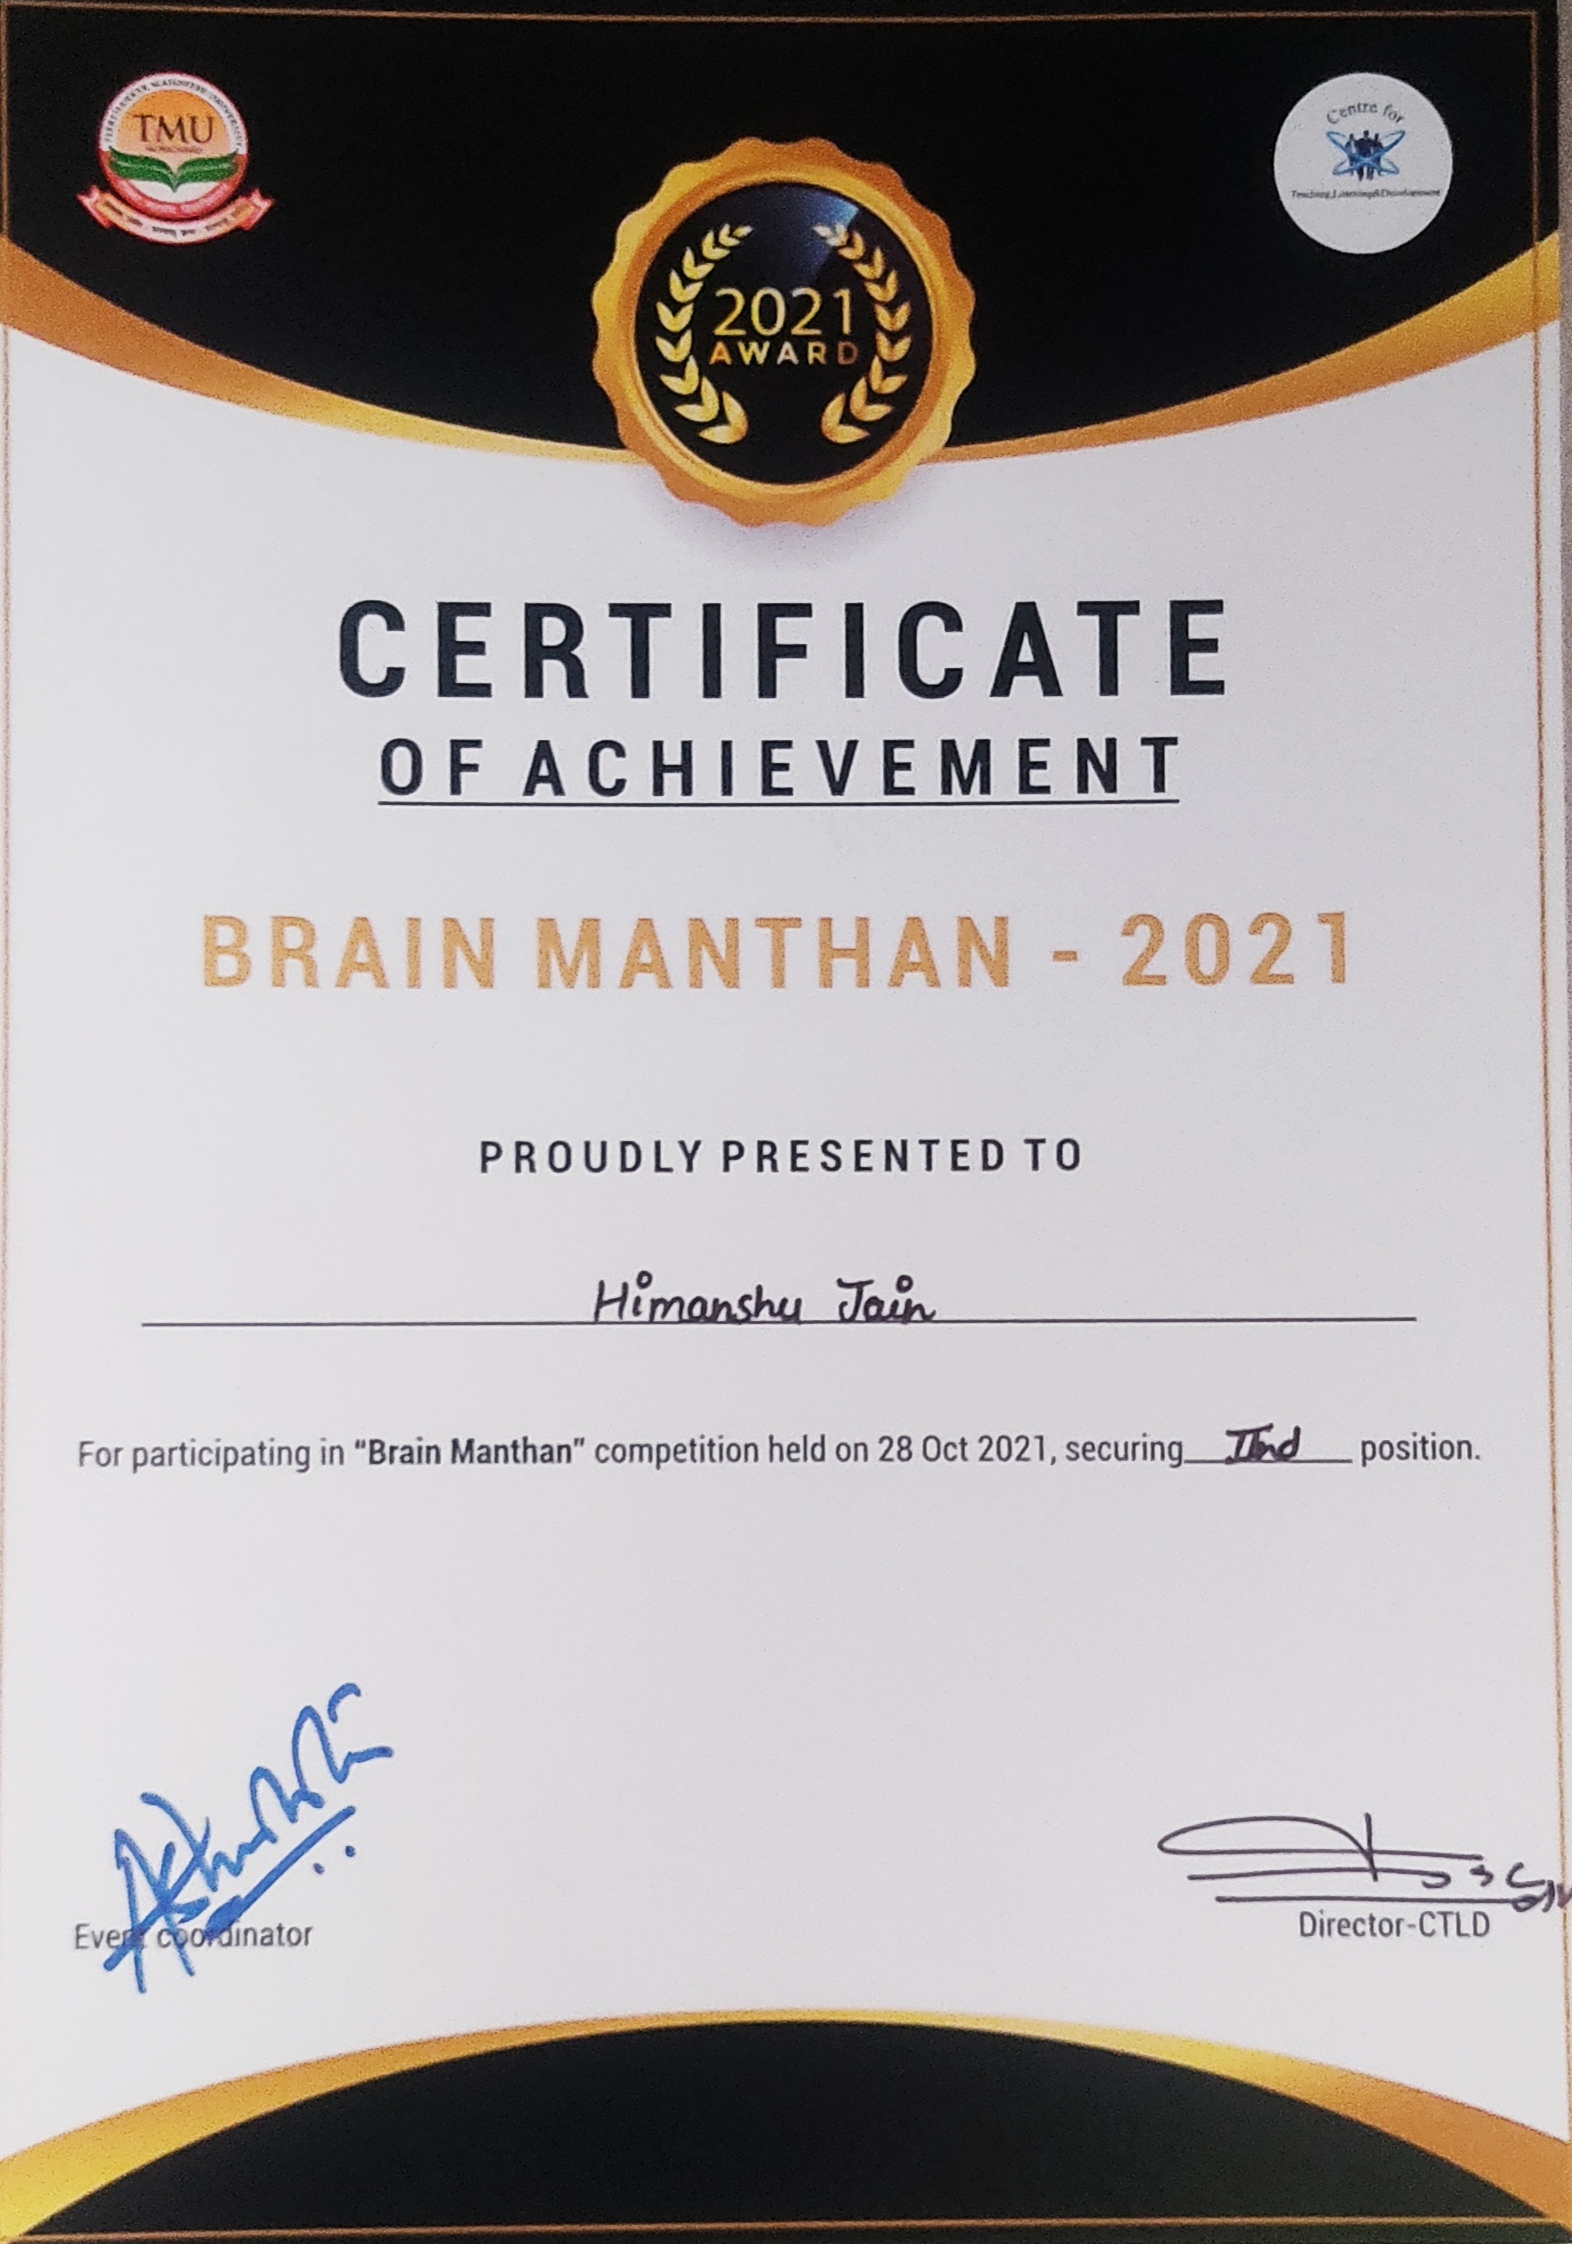 TMU
Centre for
Teaching, Learning & Development
2021
AWARD
CERTIFICATE
OF ACHIEVEMENT
BRAIN MANTHAN - 2021
PROUDLY PRESENTED TO
Himanshu Jain
For participating in “Brain Manthan” competition held on 28 Oct 2021, securing IInd position.
Event coordinator
Director-CTLD